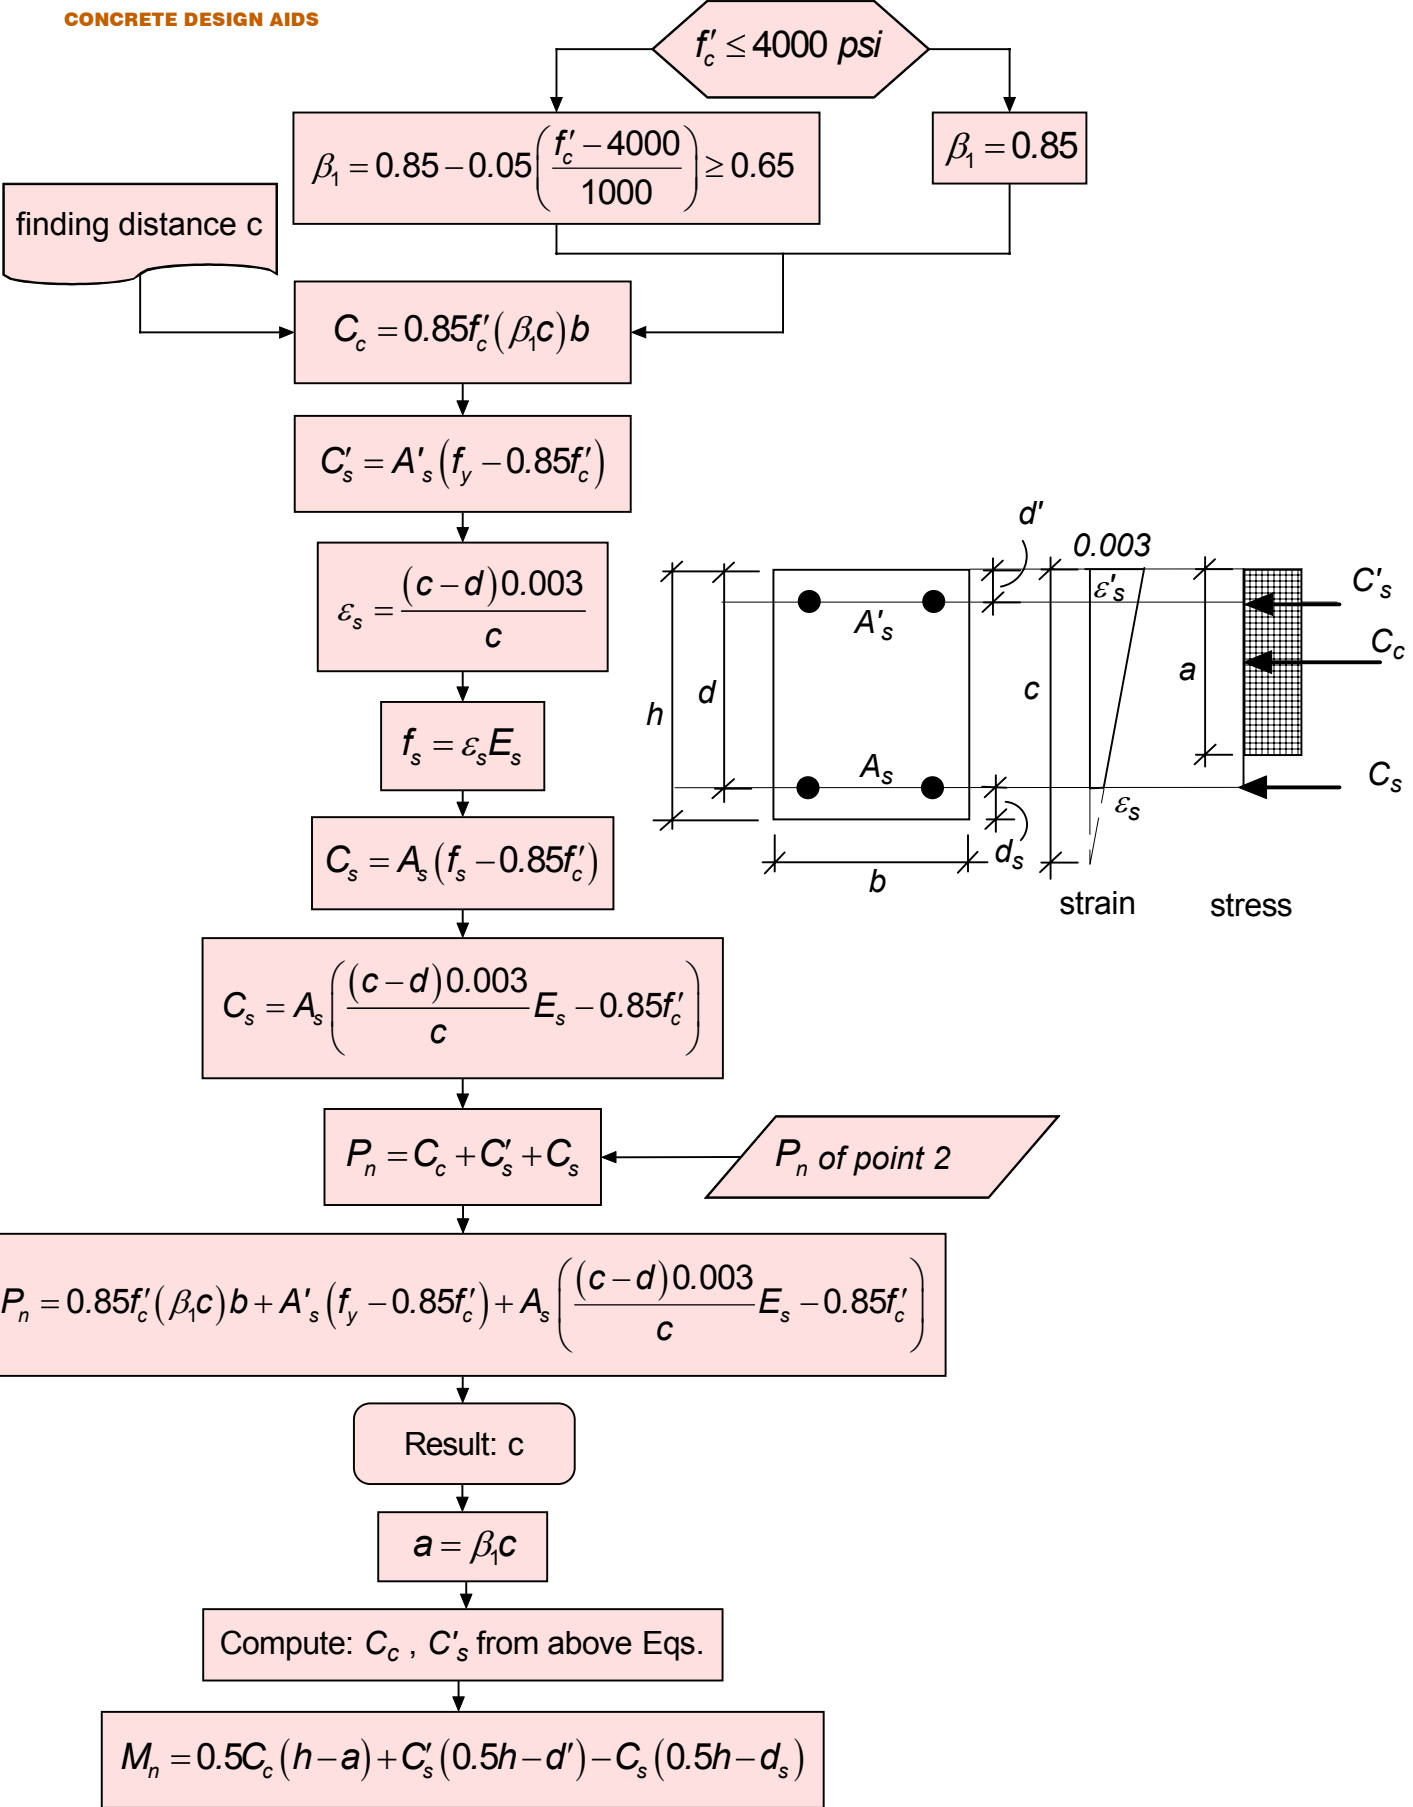 CONCRETE DESIGN AIDS
f′c ≤ 4000 psi
β₁ = 0.85 − 0.05((f′c − 4000)/1000) ≥ 0.65
β₁ = 0.85
finding distance c
Cc = 0.85f′c(β₁c)b
C′s = A's(fy − 0.85f′c)
εs = (c − d)0.003/c
fs = εsEs
Cs = As(fs − 0.85f′c)
Cs = As((c − d)0.003/c Es − 0.85f′c)
Pn = Cc + C′s + Cs
Pn of point 2
Pn = 0.85f′c(β₁c)b + A's(fy − 0.85f′c) + As((c − d)0.003/c Es − 0.85f′c)
Result: c
a = β₁c
Compute: Cc , C's from above Eqs.
Mn = 0.5Cc(h − a) + C′s(0.5h − d′) − Cs(0.5h − ds)
d'
0.003
ε's
C's
A's
Cc
h
d
c
a
As
Cs
εs
ds
b
strain
stress